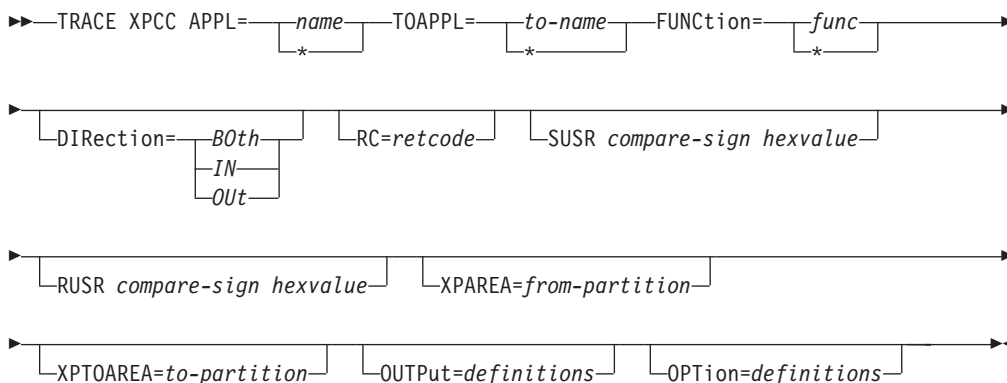 TRACE XPCC APPL= name TOAPPL= to-name FUNCtion= func
* * *
DIRection= BOth RC=retcode SUSR compare-sign hexvalue
IN
OUt
RUSR compare-sign hexvalue XPAREA=from-partition
XPTOAREA=to-partition OUTPut=definitions OPTion=definitions